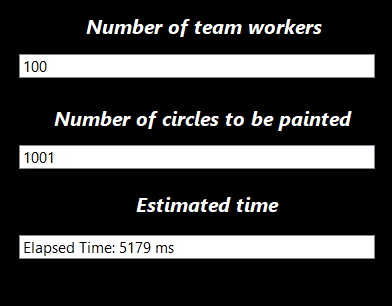 Number of team workers
100
Number of circles to be painted
1001
Estimated time
Elapsed Time: 5179 ms